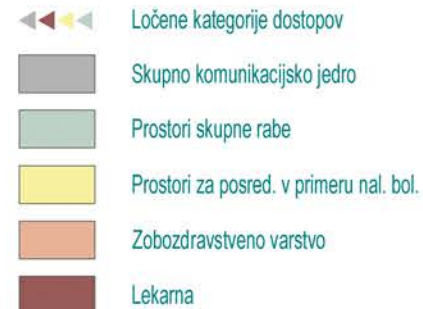 Ločene kategorije dostopov
Skupno komunikacijsko jedro
Prostori skupne rabe
Prostori za posred. v primeru nal. bol.
Zobozdravstveno varstvo
Lekarna